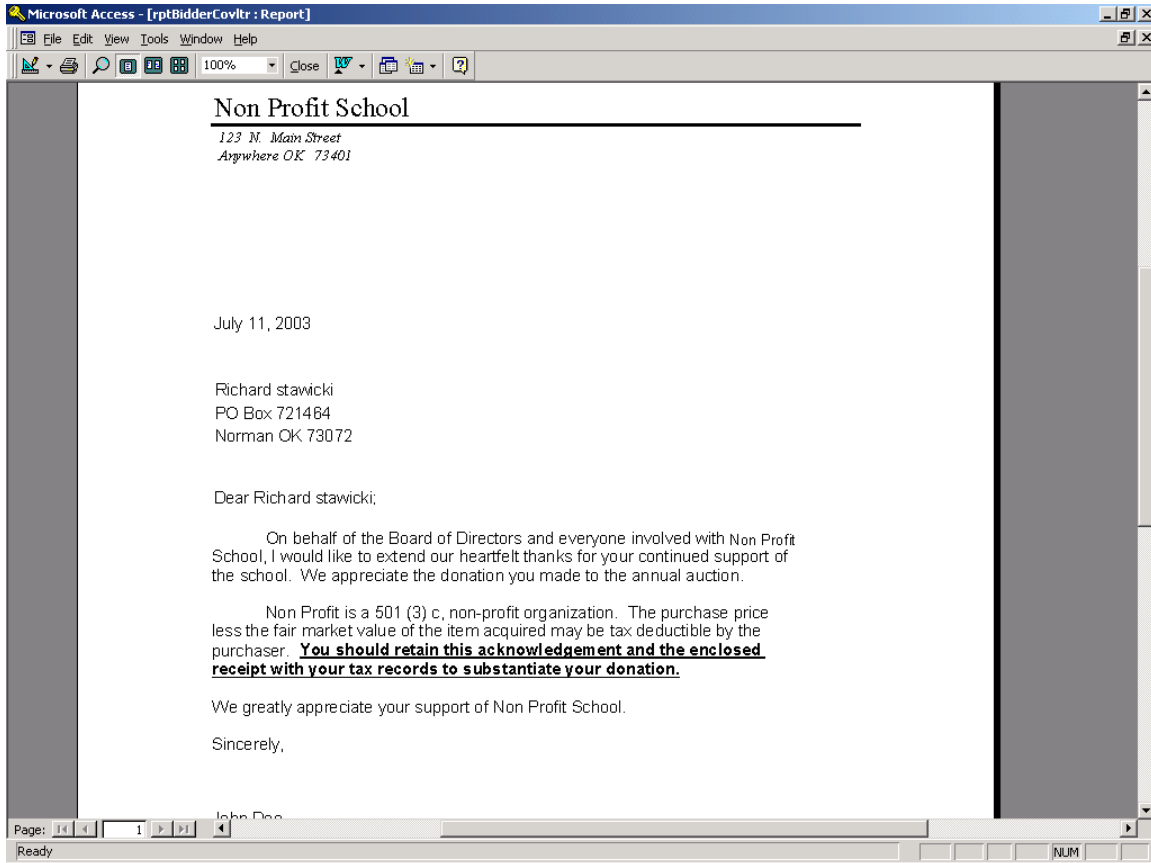 Microsoft Access - [rptBidderCovltr : Report]
File Edit View Tools Window Help
100% Close
Non Profit School
123 N. Main Street
Anywhere OK 73401
July 11, 2003
Richard stawicki
PO Box 721464
Norman OK 73072
Dear Richard stawicki;
On behalf of the Board of Directors and everyone involved with Non Profit
School, I would like to extend our heartfelt thanks for your continued support of
the school. We appreciate the donation you made to the annual auction.
Non Profit is a 501 (3) c, non-profit organization. The purchase price
less the fair market value of the item acquired may be tax deductible by the
purchaser. You should retain this acknowledgement and the enclosed
receipt with your tax records to substantiate your donation.
We greatly appreciate your support of Non Profit School.
Sincerely,
John Doe
Page: 1
Ready NUM